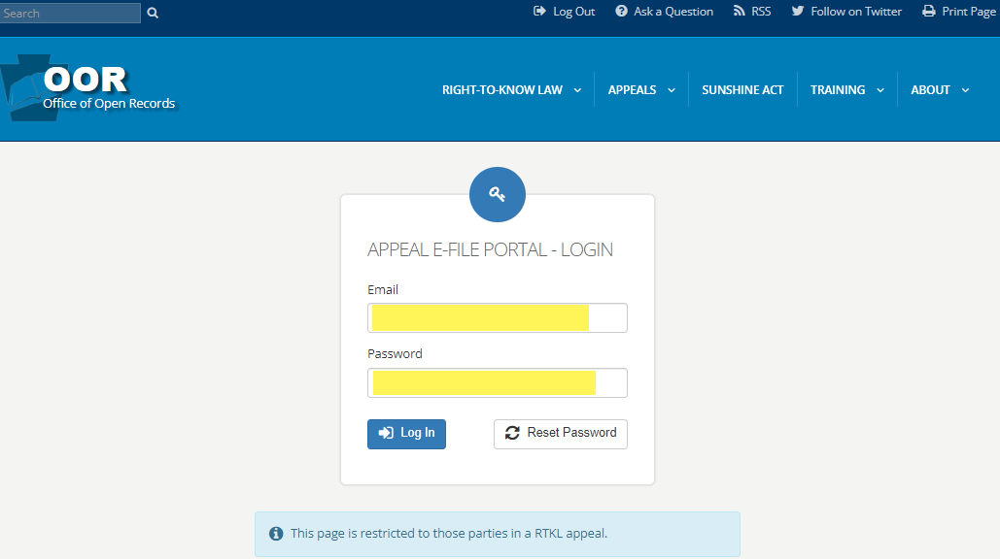 Search
Log Out Ask a Question RSS Follow on Twitter Print Page
OOR
Office of Open Records
RIGHT-TO-KNOW LAW APPEALS SUNSHINE ACT TRAINING ABOUT
APPEAL E-FILE PORTAL - LOGIN
Email
Password
Log In Reset Password
This page is restricted to those parties in a RTKL appeal.